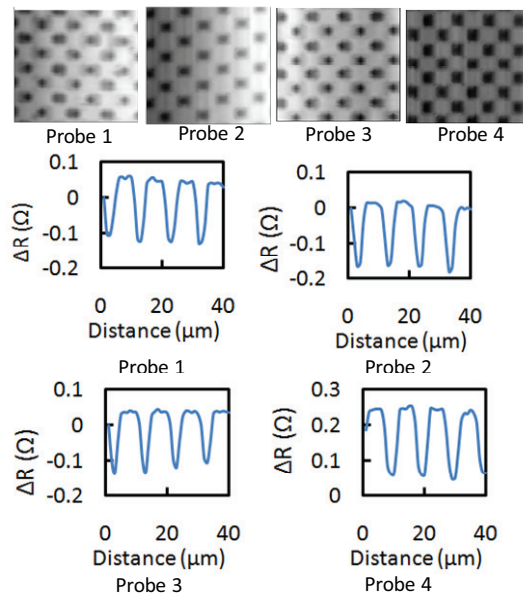 Probe 1 Probe 2 Probe 3 Probe 4
0.1
0
-0.1
-0.2
ΔR (Ω)
0 20 40
Distance (µm)
Probe 1
0.1
0
-0.1
-0.2
ΔR (Ω)
0 20 40
Distance (µm)
Probe 2
0.1
0
-0.1
-0.2
ΔR (Ω)
0 20 40
Distance (µm)
Probe 3
0.3
0.2
0.1
0
ΔR (Ω)
0 20 40
Distance (µm)
Probe 4